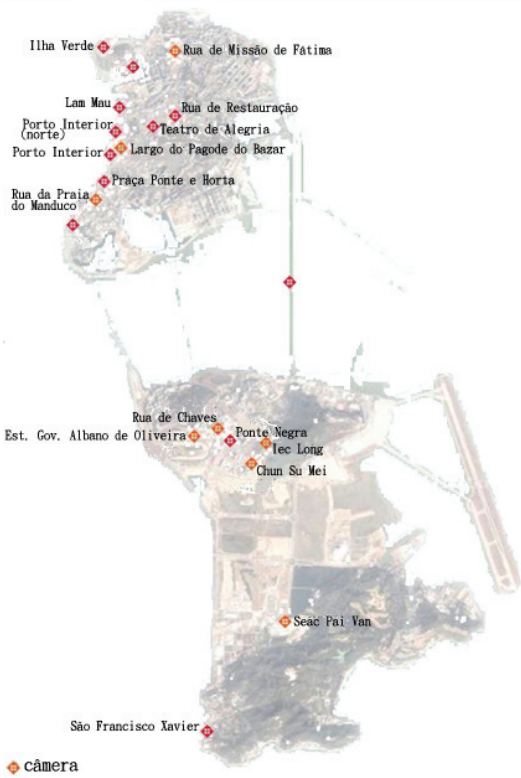 Ilha Verde
Rua de Missão de Fátima
Lam Mau
Rua de Restauração
Porto Interior
(norte)
Teatro de Alegria
Largo do Pagode do Bazar
Porto Interior
Praça Ponte e Horta
Rua da Praia
do Manduco
Rua de Chaves
Est. Gov. Albano de Oliveira
Ponte Negra
Iec Long
Chun Su Mei
Seac Pai Van
São Francisco Xavier
câmera